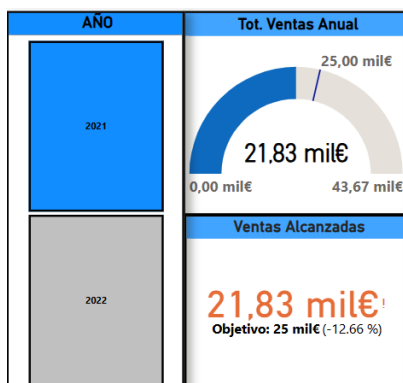 AÑO
2021
2022
Tot. Ventas Anual
25,00 mil€
21,83 mil€
0,00 mil€
43,67 mil€
Ventas Alcanzadas
21,83 mil€!
Objetivo: 25 mil€ (-12.66 %)